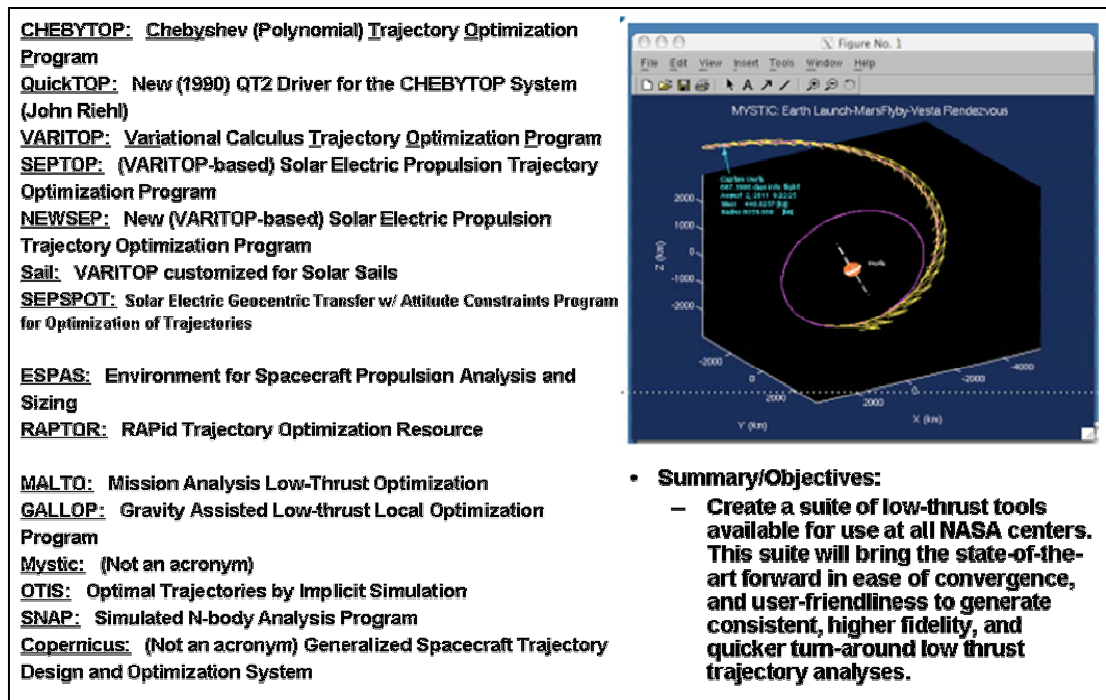 CHEBYTOP: Chebyshev (Polynomial) Trajectory Optimization
Program
QuickTOP: New (1990) QT2 Driver for the CHEBYTOP System
(John Riehl)
VARITOP: Variational Calculus Trajectory Optimization Program
SEPTOP: (VARITOP-based) Solar Electric Propulsion Trajectory
Optimization Program
NEWSEP: New (VARITOP-based) Solar Electric Propulsion
Trajectory Optimization Program
Sail: VARITOP customized for Solar Sails
SEPSPOT: Solar Electric Geocentric Transfer w/ Attitude Constraints Program
for Optimization of Trajectories
ESPAS: Environment for Spacecraft Propulsion Analysis and
Sizing
RAPTOR: RAPid Trajectory Optimization Resource
MALTO: Mission Analysis Low-Thrust Optimization
GALLOP: Gravity Assisted Low-thrust Local Optimization
Program
Mystic: (Not an acronym)
OTIS: Optimal Trajectories by Implicit Simulation
SNAP: Simulated N-body Analysis Program
Copernicus: (Not an acronym) Generalized Spacecraft Trajectory
Design and Optimization System
Figure No. 1
File Edit View Insert Tools Window Help
MYSTIC: Earth Launch-MarsFlyby-Vesta Rendezvous
2000
1000
0
-1000
-2000
Z (km)
-2000
0
2000
Y (km)
-4000
-2000
0
2000
X (km)
• Summary/Objectives:
– Create a suite of low-thrust tools
available for use at all NASA centers.
This suite will bring the state-of-the-
art forward in ease of convergence,
and user-friendliness to generate
consistent, higher fidelity, and
quicker turn-around low thrust
trajectory analyses.